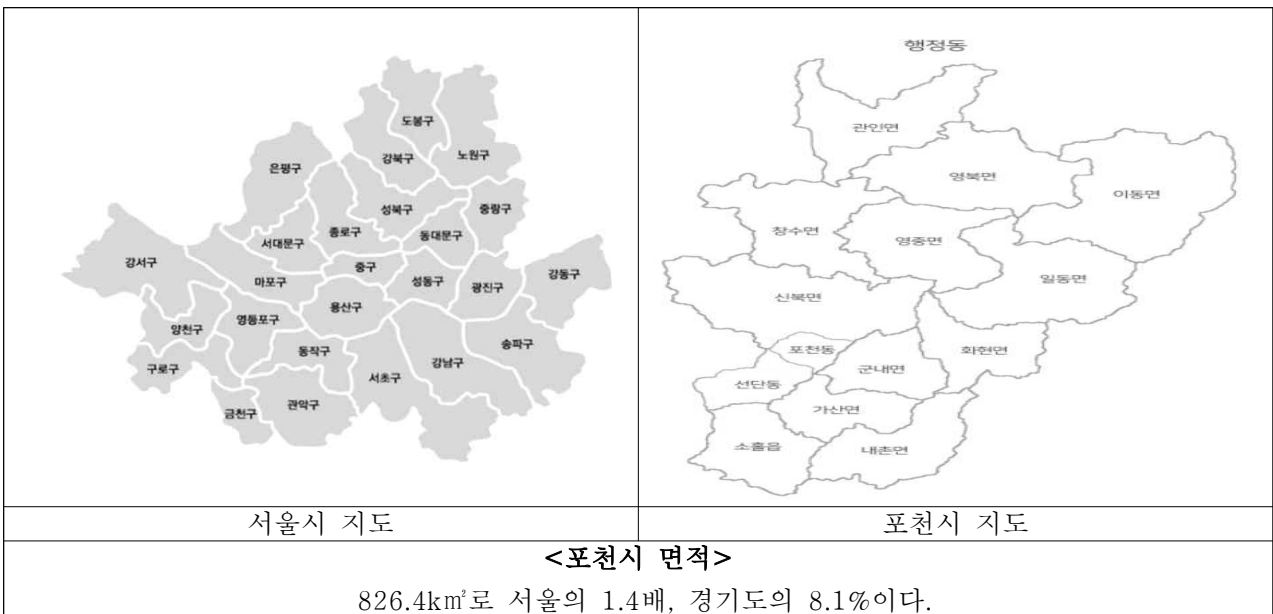 도봉구
노원구
강북구
은평구
성북구
중랑구
종로구
서대문구
동대문구
강서구
중구
성동구
광진구
강동구
마포구
용산구
영등포구
양천구
송파구
동작구
강남구
구로구
서초구
관악구
금천구
행정동
관인면
영북면
이동면
창수면
영중면
일동면
신북면
포천동
화현면
군내면
선단동
가산면
소흘읍
내촌면
서울시 지도
포천시 지도
<포천시 면적>
826.4k㎡로 서울의 1.4배, 경기도의 8.1%이다.